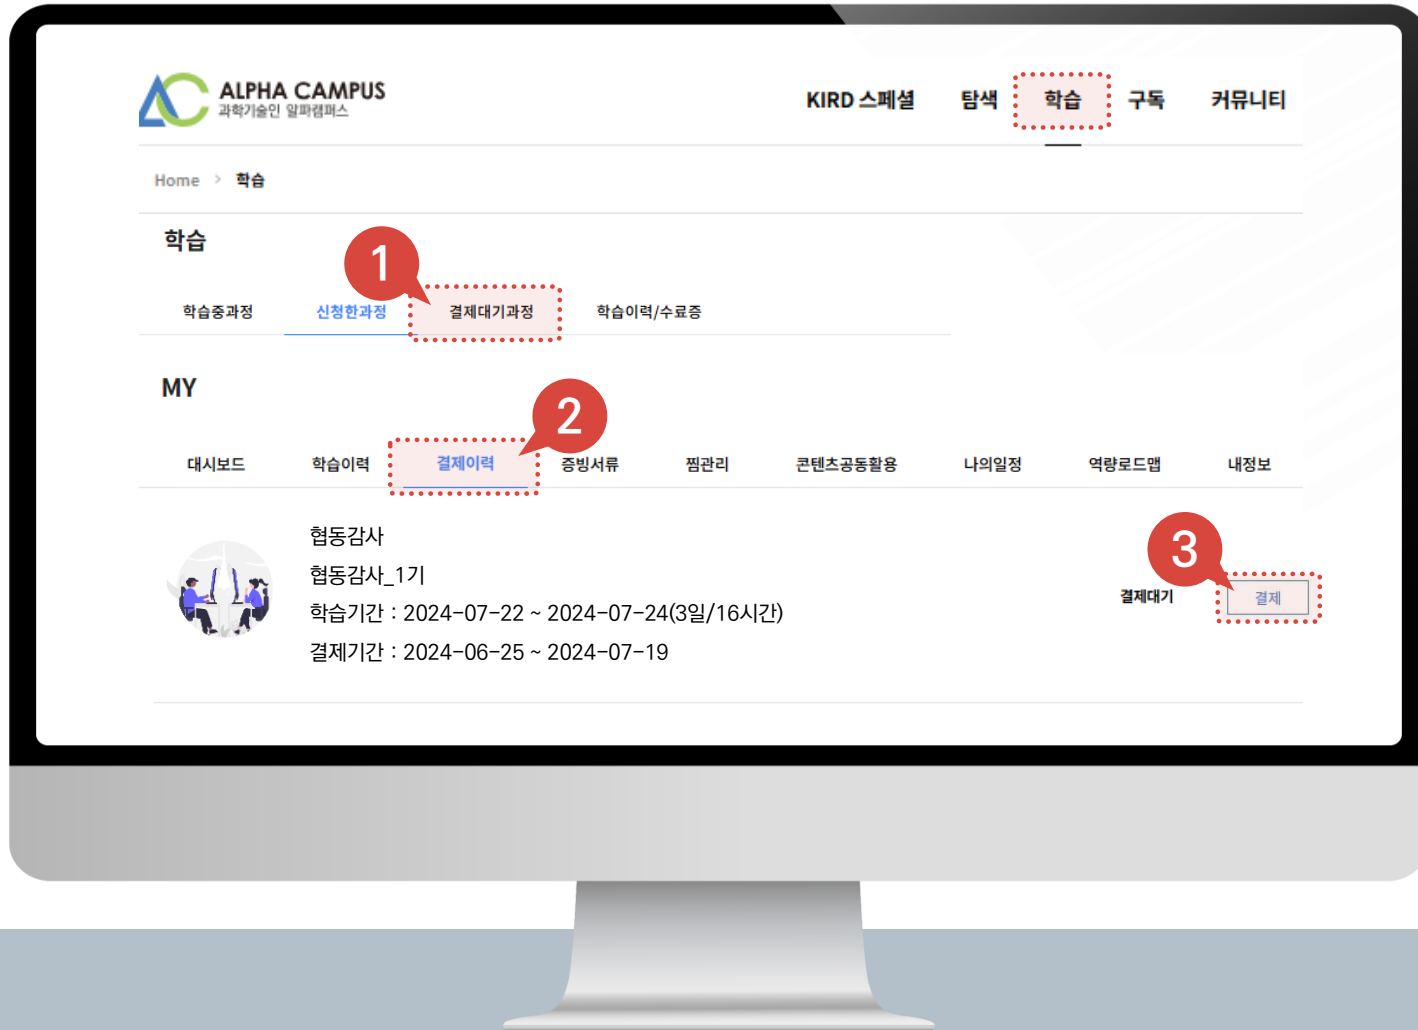 ALPHA CAMPUS
과학기술인 알파캠퍼스
KIRD 스페셜 탐색 학습 구독 커뮤니티
Home > 학습
학습
1
학습중과정 신청한과정 결제대기과정 학습이력/수료증
MY
2
대시보드 학습이력 결제이력 증빙서류 찜관리 콘텐츠공동활용 나의일정 역량로드맵 내정보
협동감사
협동감사_1기
학습기간 : 2024-07-22 ~ 2024-07-24(3일/16시간)
결제기간 : 2024-06-25 ~ 2024-07-19
3
결제대기 결제